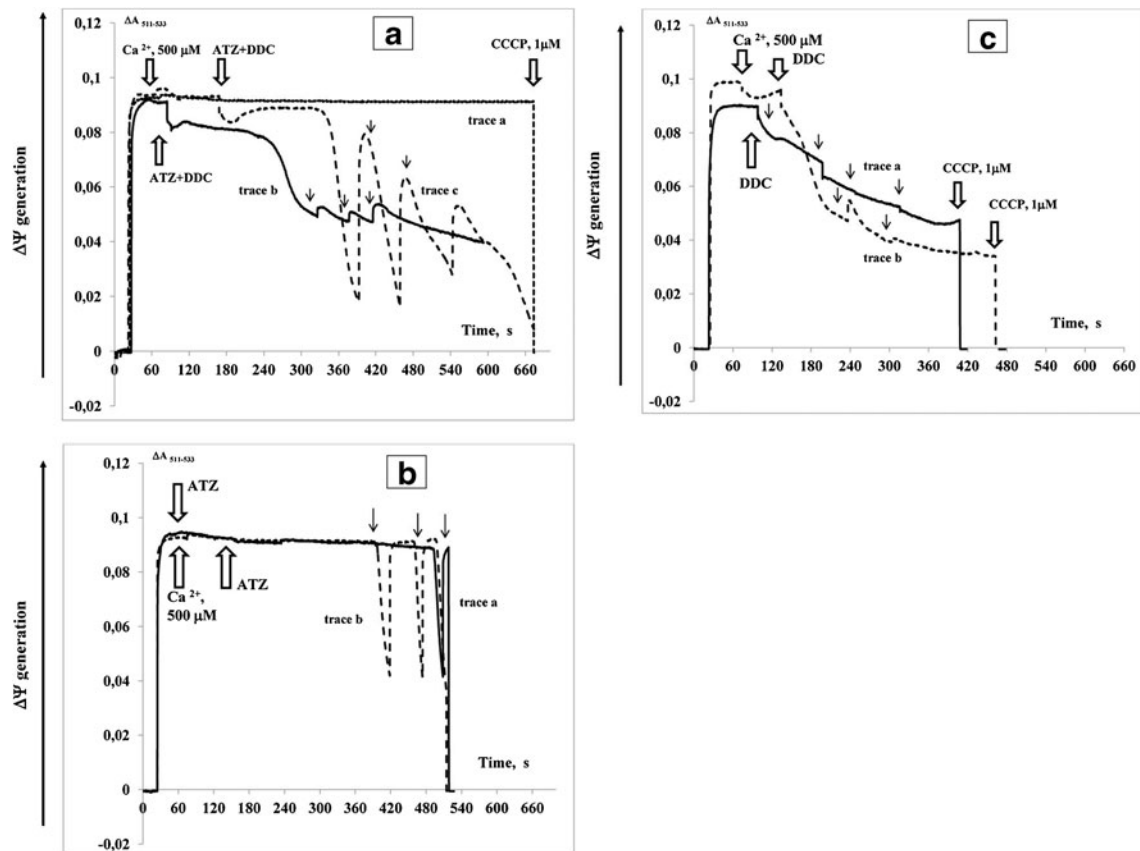 ΔA 511-533
0,12
a
Ca 2+, 500 μM
ATZ+DDC
CCCP, 1μM
0,1
trace a
0,08
ATZ+DDC
trace b
trace c
0,06
0,04
0,02
Time, s
0
0 60 120 180 240 300 360 420 480 540 600 660
-0,02
ΔΨ generation
ΔA 511-533
0,12
c
Ca 2+, 500 μM
DDC
0,1
0,08
trace a
DDC
CCCP, 1μM
CCCP, 1μM
0,06
trace b
0,04
0,02
Time, s
0
0 60 120 180 240 300 360 420 480 540 600 660
-0,02
ΔΨ generation
ΔA 511-533
0,12
b
ATZ
0,1
ATZ
Ca 2+,
500 μM
0,08
trace b
trace a
0,06
0,04
0,02
Time, s
0
0 60 120 180 240 300 360 420 480 540 600 660
-0,02
ΔΨ generation